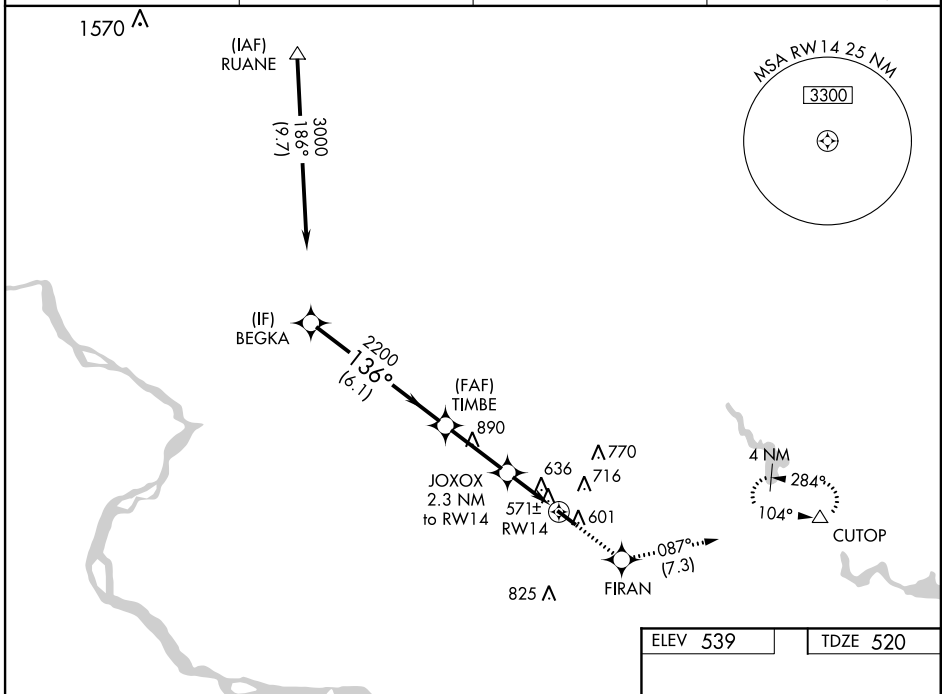 1570
(IAF)
RUANE
3000
186°
(9.7)
MSA RW14 25 NM
3300
(IF)
BEGKA
2200
136°
(6.1)
(FAF)
TIMBE
890
JOXOX
2.3 NM
to RW14
636
770
716
571±
RW14
601
4 NM
284°
104°
CUTOP
087°
(7.3)
FIRAN
825
ELEV 539
TDZE 520